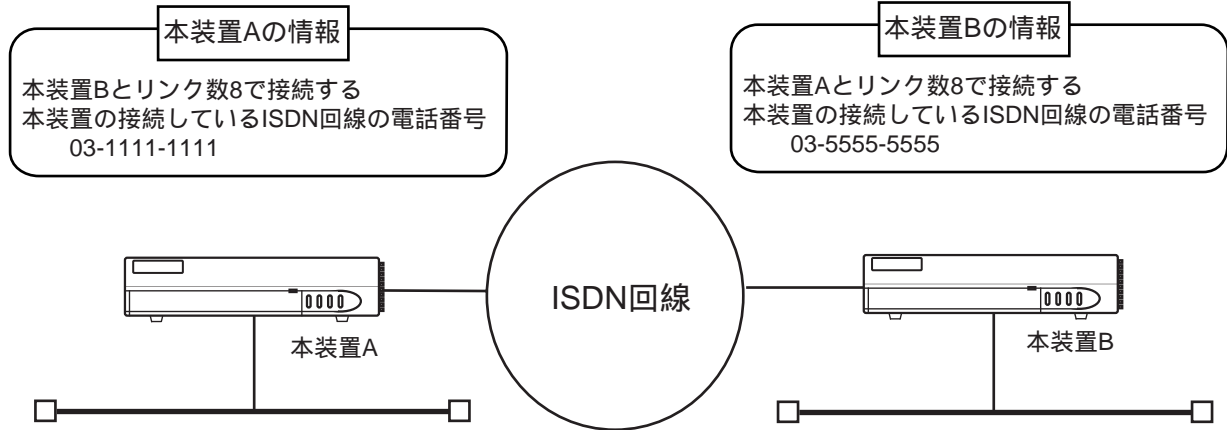 本装置Aの情報
本装置Bとリンク数8で接続する
本装置の接続しているISDN回線の電話番号
03-1111-1111
本装置Bの情報
本装置Aとリンク数8で接続する
本装置の接続しているISDN回線の電話番号
03-5555-5555
ISDN回線
本装置A
本装置B